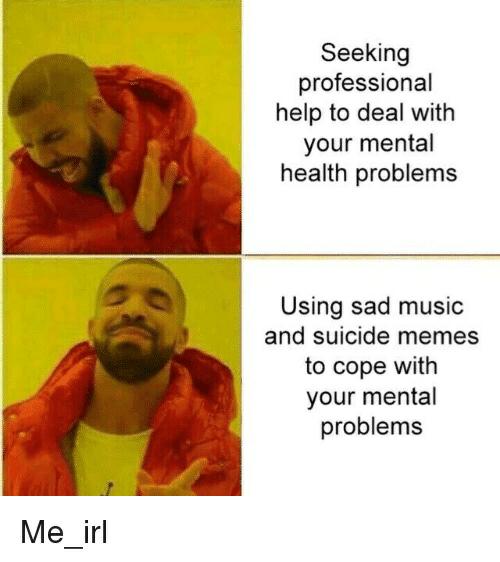 Seeking
professional
help to deal with
your mental
health problems
Using sad music
and suicide memes
to cope with
your mental
problems
Me_irl